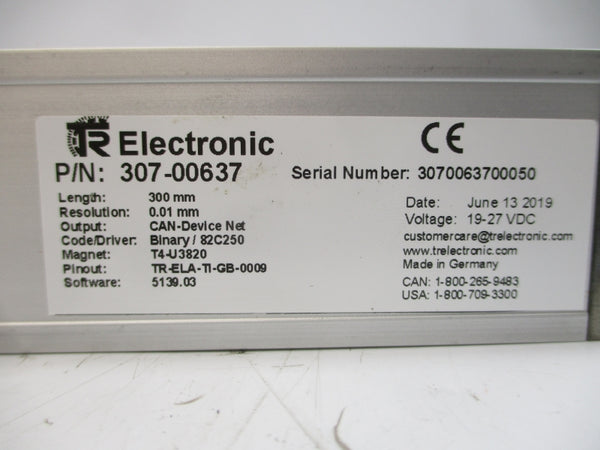 TR Electronic
CE
P/N: 307-00637
Serial Number: 3070063700050
Length: 300 mm
Resolution: 0.01 mm
Output: CAN-Device Net
Code/Driver: Binary / 82C250
Magnet: T4-U3820
Pinout: TR-ELA-TI-GB-0009
Software: 5139.03
Date: June 13 2019
Voltage: 19-27 VDC
customercare@trelectronic.com
www.trelectronic.com
Made in Germany
CAN: 1-800-265-9483
USA: 1-800-709-3300